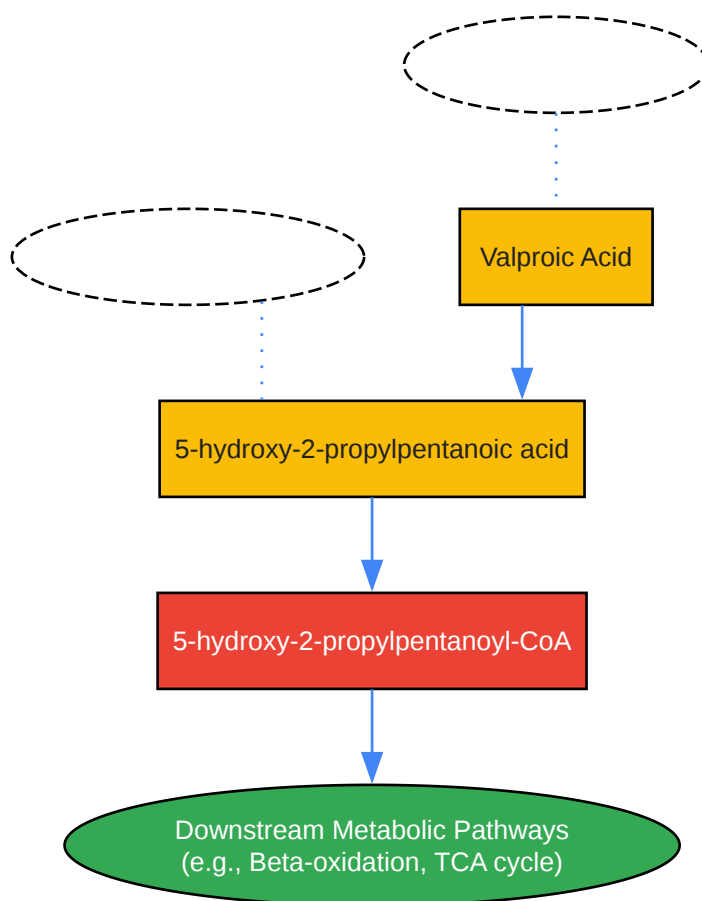 Valproic Acid
5-hydroxy-2-propylpentanoic acid
5-hydroxy-2-propylpentanoyl-CoA
Downstream Metabolic Pathways
(e.g., Beta-oxidation, TCA cycle)